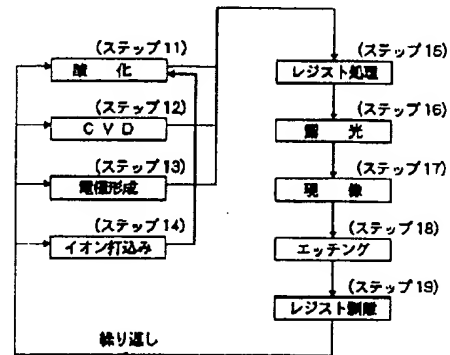 (ステップ11)
酸化
(ステップ12)
CVD
(ステップ13)
電極形成
(ステップ14)
イオン打込み
繰り返し
(ステップ15)
レジスト処理
(ステップ16)
露光
(ステップ17)
現像
(ステップ18)
エッチング
(ステップ19)
レジスト剥離